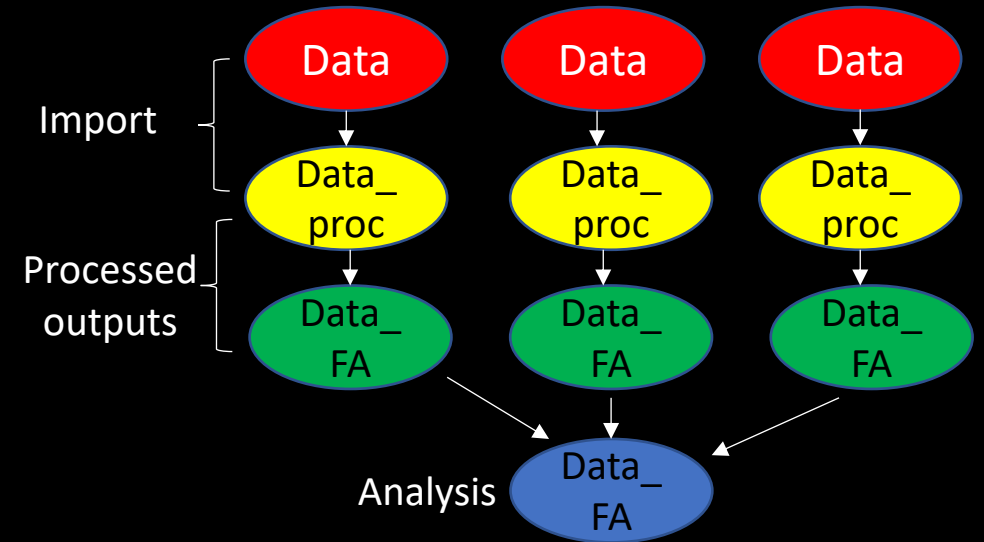 Data
Data
Data
Import
Data_
proc
Data_
proc
Data_
proc
Processed
outputs
Data_
FA
Data_
FA
Data_
FA
Analysis
Data_
FA